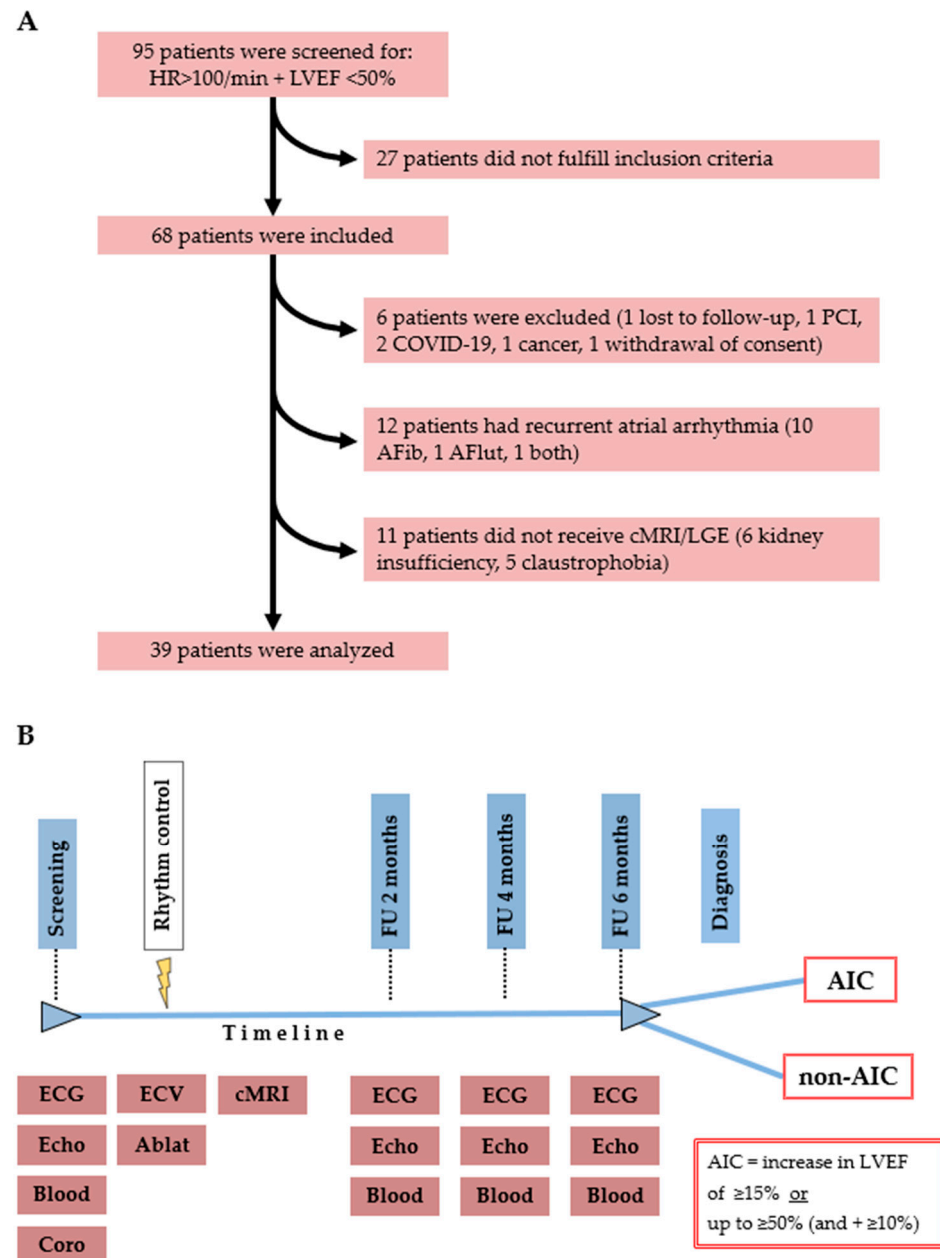 A
95 patients were screened for:
HR>100/min + LVEF <50%
27 patients did not fulfill inclusion criteria
68 patients were included
6 patients were excluded (1 lost to follow-up, 1 PCI,
2 COVID-19, 1 cancer, 1 withdrawal of consent)
12 patients had recurrent atrial arrhythmia (10
AFib, 1 AFlut, 1 both)
11 patients did not receive cMRI/LGE (6 kidney
insufficiency, 5 claustrophobia)
39 patients were analyzed
B
Screening
Rhythm control
FU 2 months
FU 4 months
FU 6 months
Diagnosis
AIC
Timeline
non-AIC
ECG ECV cMRI ECG ECG ECG
Echo Ablat Echo Echo Echo
Blood Blood Blood Blood
Coro
AIC = increase in LVEF
of ≥15% or
up to ≥50% (and + ≥10%)